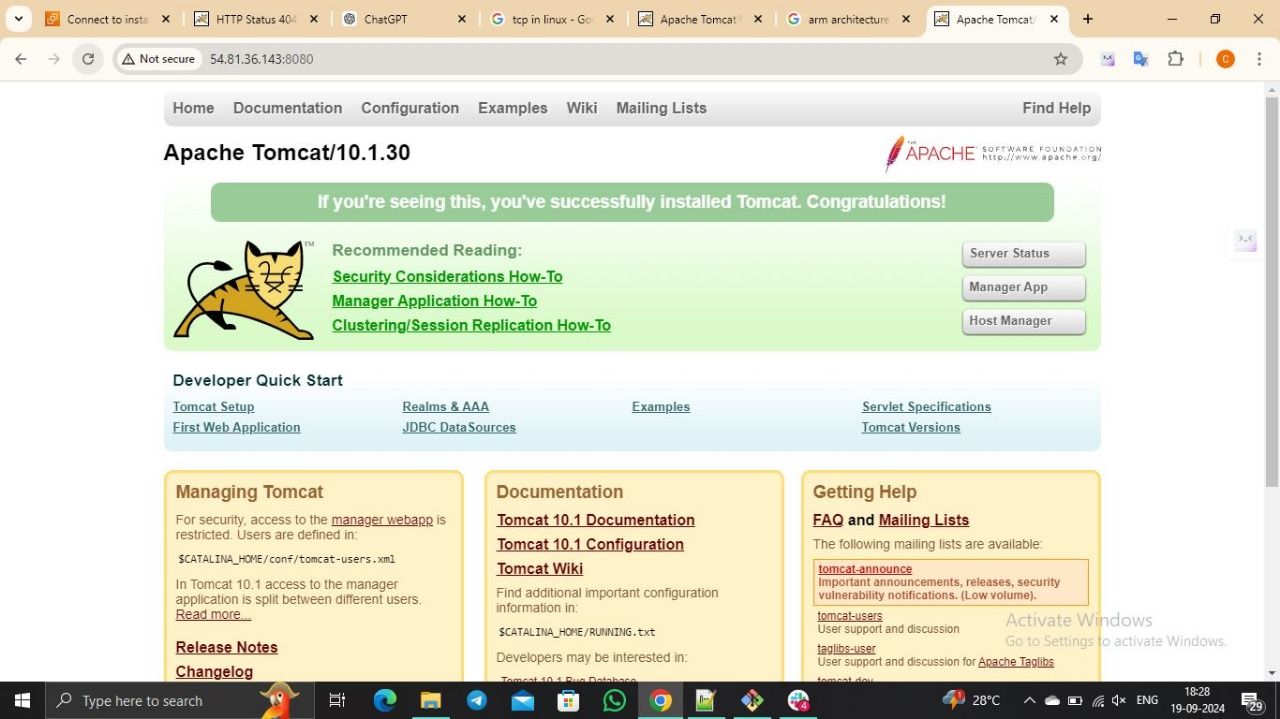 Connect to insta
HTTP Status 404
ChatGPT
tcp in linux - Go
Apache Tomcat
arm architecture
Apache Tomcat/
Not secure
54.81.36.143:8080
C
Home
Documentation
Configuration
Examples
Wiki
Mailing Lists
Find Help
Apache Tomcat/10.1.30
THE
APACHE
SOFTWARE FOUNDATION
http://www.apache.org/
If you're seeing this, you've successfully installed Tomcat. Congratulations!
TM
Recommended Reading:
Security Considerations How-To
Manager Application How-To
Clustering/Session Replication How-To
Server Status
Manager App
Host Manager
Developer Quick Start
Tomcat Setup
First Web Application
Realms & AAA
JDBC DataSources
Examples
Servlet Specifications
Tomcat Versions
Managing Tomcat
For security, access to the manager webapp is
restricted. Users are defined in:
$CATALINA_HOME/conf/tomcat-users.xml
In Tomcat 10.1 access to the manager
application is split between different users.
Read more...
Release Notes
Changelog
Documentation
Tomcat 10.1 Documentation
Tomcat 10.1 Configuration
Tomcat Wiki
Find additional important configuration
information in:
$CATALINA_HOME/RUNNING.txt
Developers may be interested in:
Tomcat 10.1 Bug Database
Getting Help
FAQ and Mailing Lists
The following mailing lists are available:
tomcat-announce
Important announcements, releases, security
vulnerability notifications. (Low volume).
tomcat-users
User support and discussion
taglibs-user
User support and discussion for Apache Taglibs
tomcat-dev
Activate Windows
Go to Settings to activate Windows.
Type here to search
4
28°C
ENG
18:28
19-09-2024
29